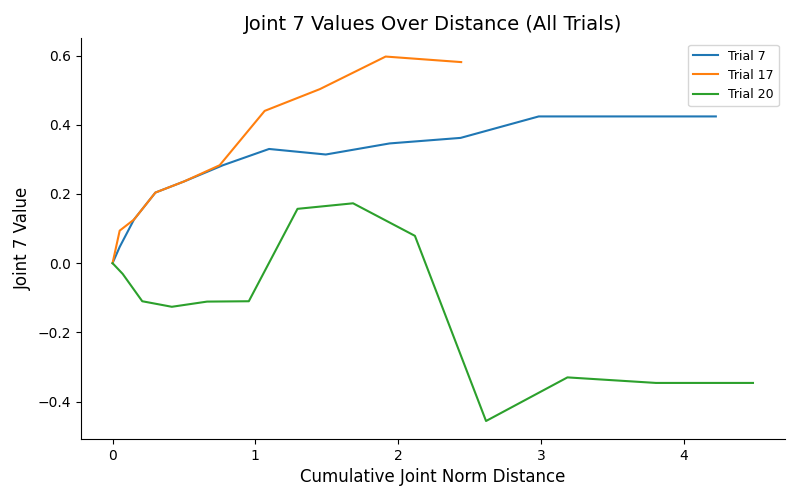 Joint 7 Values Over Distance (All Trials)
Trial 7
Trial 17
Trial 20
0.6
0.4
0.2
0.0
−0.2
−0.4
Joint 7 Value
0 1 2 3 4
Cumulative Joint Norm Distance